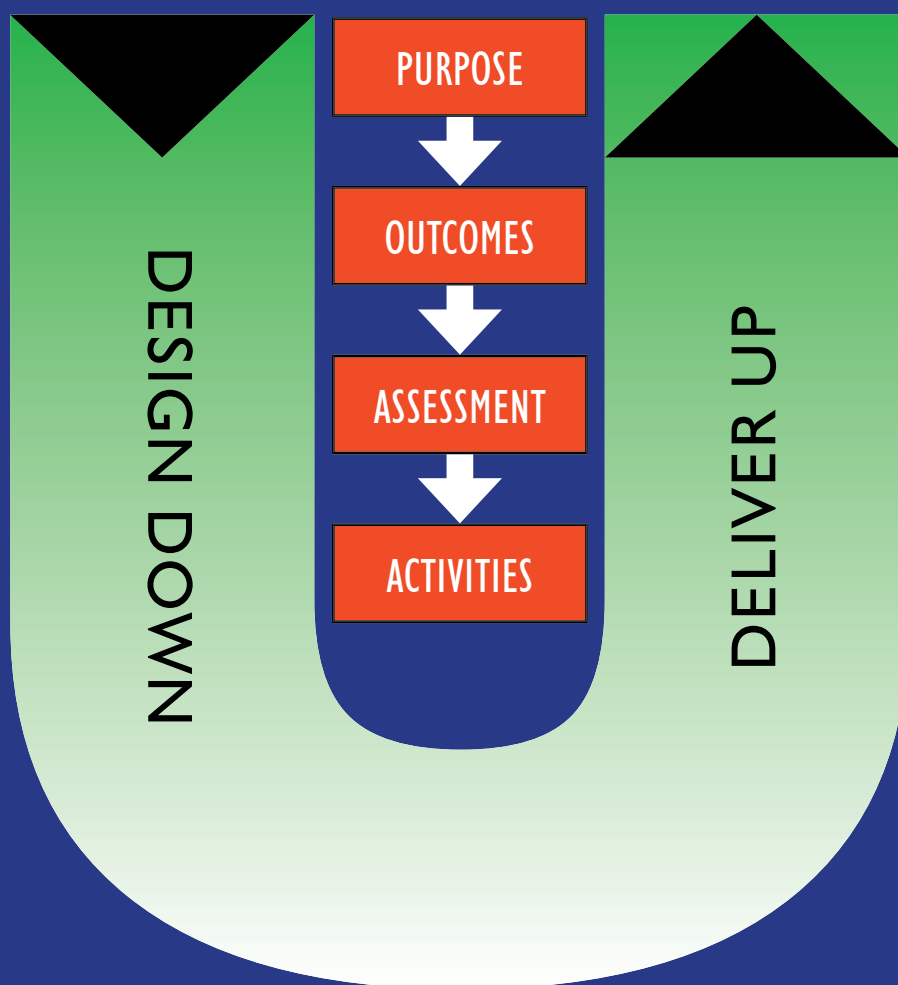 DESIGN DOWN
PURPOSE
OUTCOMES
ASSESSMENT
ACTIVITIES
DELIVER UP